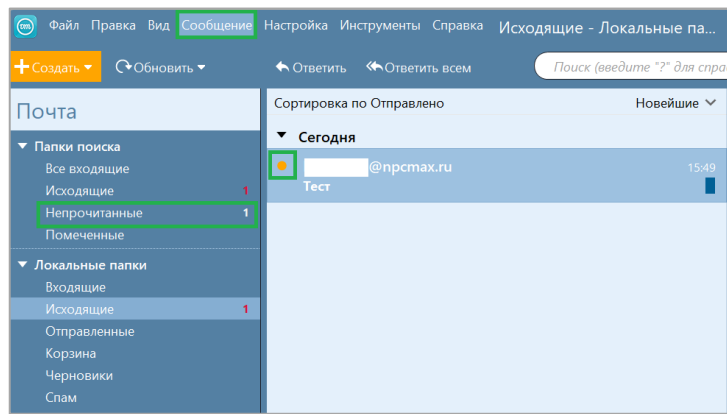 Файл Правка Вид Сообщение Настройка Инструменты Справка Исходящие - Локальные па...
Создать Обновить Ответить Ответить всем Поиск (введите "?" для спра
Почта
Сортировка по Отправлено Новейшие
Сегодня
Папки поиска
Все входящие
@npcmax.ru 15:49
Исходящие 1
Тест
Непрочитанные 1
Помеченные
Локальные папки
Входящие
Исходящие 1
Отправленные
Корзина
Черновики
Спам